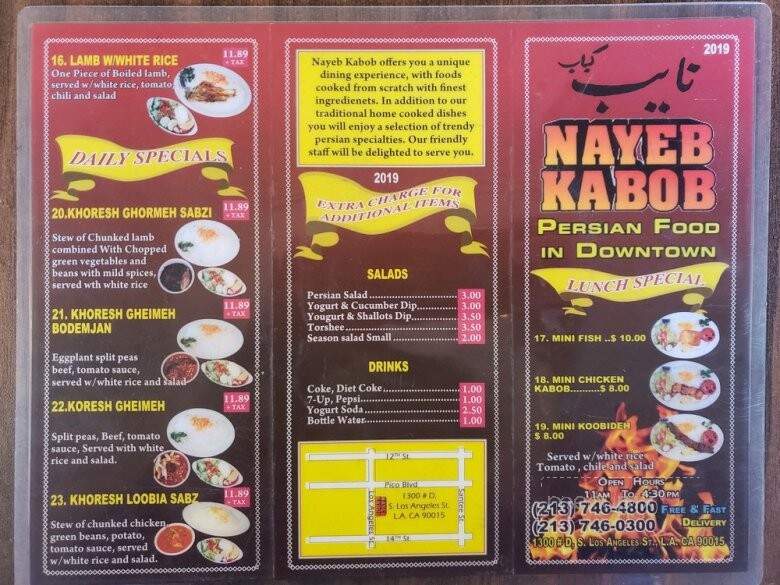 16. LAMB W/WHITE RICE
11.89
+ TAX
One Piece of Boiled lamb,
served w/white rice, tomato,
chili and salad
DAILY SPECIALS
20.KHORESH GHORMEH SABZI
11.89
+ TAX
Stew of Chunked lamb
combined With Chopped
green vegetables and
beans with mild spices,
served wth white rice
21. KHORESH GHEIMEH
BODEMJAN
11.89
+ TAX
Eggplant split peas
beef, tomato sauce,
served w/white rice and salad
22.KORESH GHEIMEH
11.89
+ TAX
Split peas, Beef, tomato
sauce, Served with white
rice and salad.
23. KHORESH LOOBIA SABZ
11.89
+ TAX
Stew of chunked chicken,
green beans, potato,
tomato sauce, served
w/white rice and salad.
Nayeb Kabob offers you a unique
dining experience, with foods
cooked from scratch with finest
ingredienets. In addition to our
traditional home cooked dishes
you will enjoy a selection of trendy
persian specialties. Our friendly
staff will be delighted to serve you.
2019
EXTRA CHARGE FOR
ADDITIONAL ITEMS
SALADS
Persian Salad......................3.00
Yogurt & Cucumber Dip..........3.00
Yougurt & Shallots Dip............3.50
Torshee..........................3.50
Season salad Small................2.00
DRINKS
Coke, Diet Coke..................1.00
7-Up, Pepsi.......................1.00
Yogurt Soda......................2.50
Bottle Water.....................1.00
12TH St.
Pico Blvd
Los Angeles St.
1300 # D,
S. Los Angeles St.
L.A. CA 90015
Santee St.
14TH St.
2019
نایب کباب
NAYEB
KABOB
PERSIAN FOOD
IN DOWNTOWN
LUNCH SPECIAL
17. MINI FISH ..$ 10.00
18. MINI CHICKEN
KABOB..........$ 8.00
19. MINI KOOBIDEH
$ 8.00
Served w/white rice
Tomato , chile and salad
OPEN HOURS
11AM TO 4:30PM
(213) 746-4800
(213) 746-0300
FREE & FAST
DELIVERY
1300 # D, S. LOS ANGELES ST., L.A. CA 90015